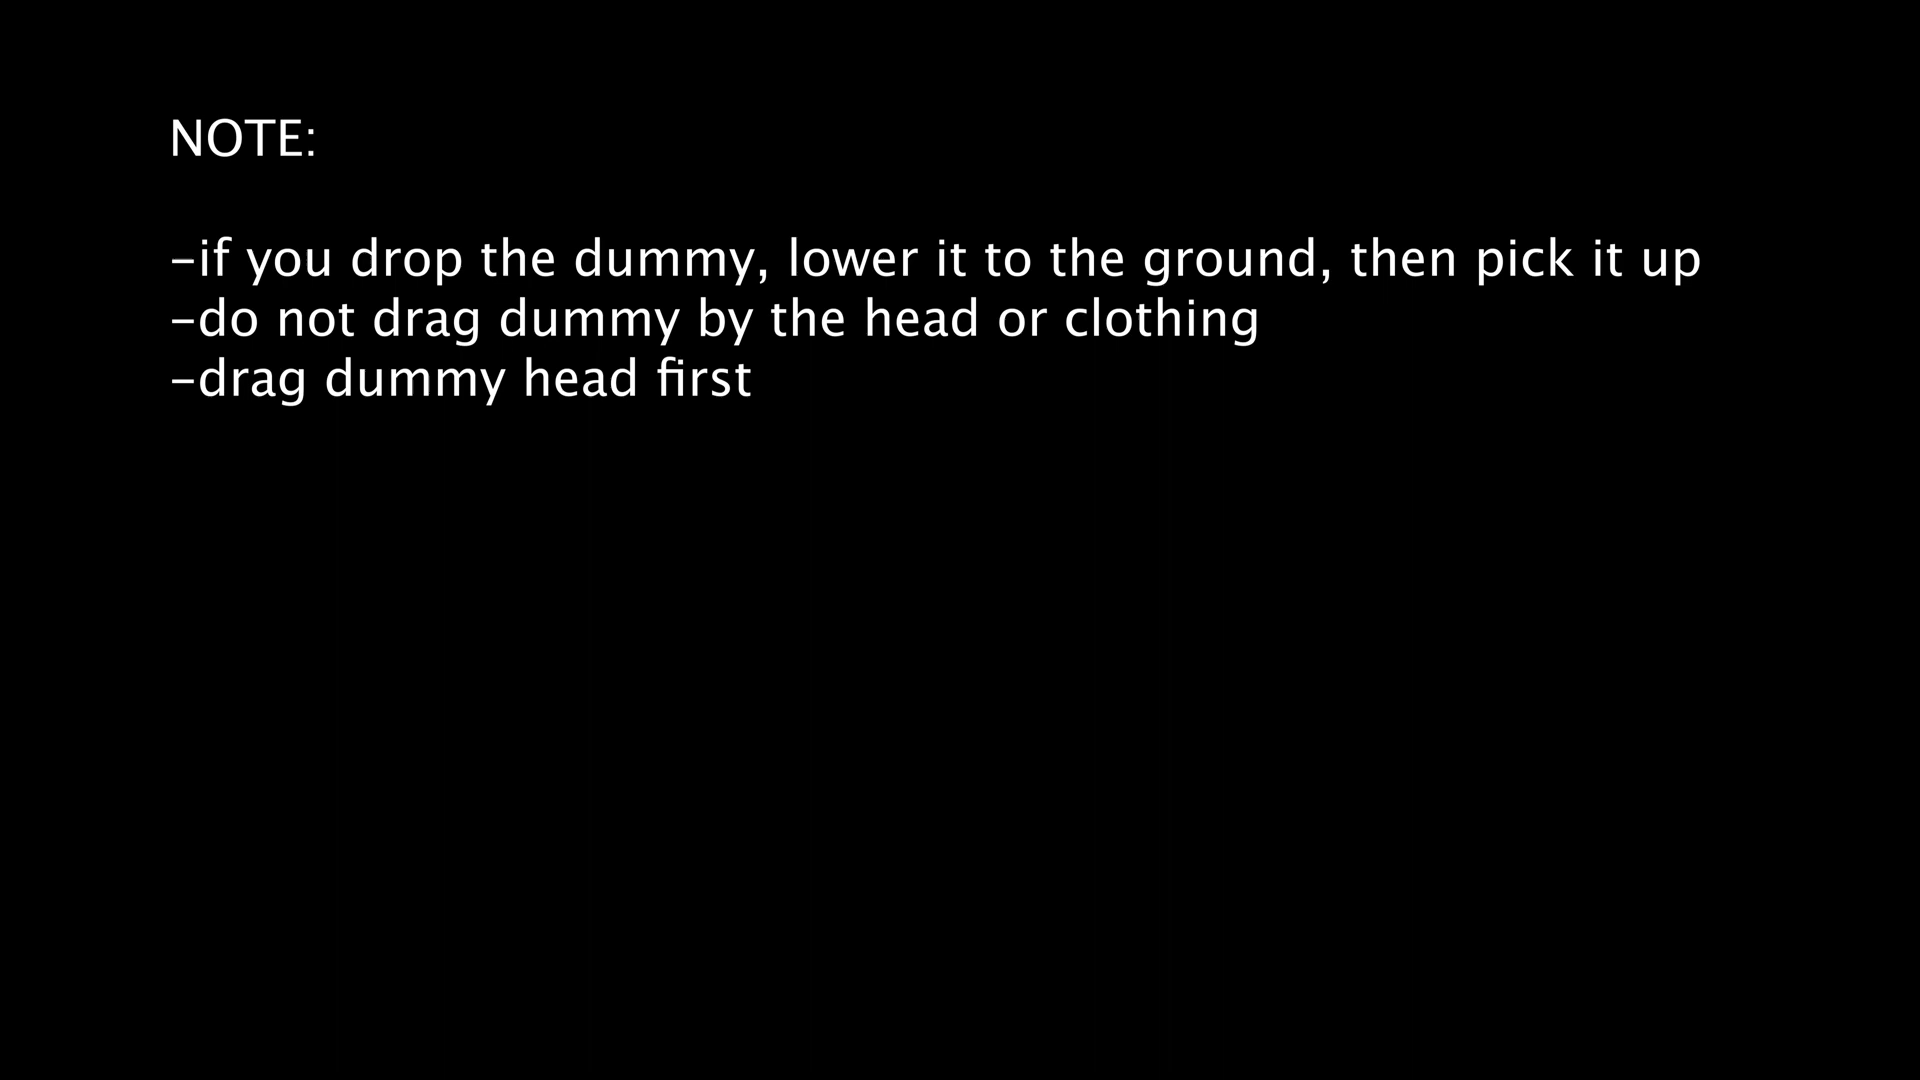 NOTE:
-if you drop the dummy, lower it to the ground, then pick it up
-do not drag dummy by the head or clothing
-drag dummy head first